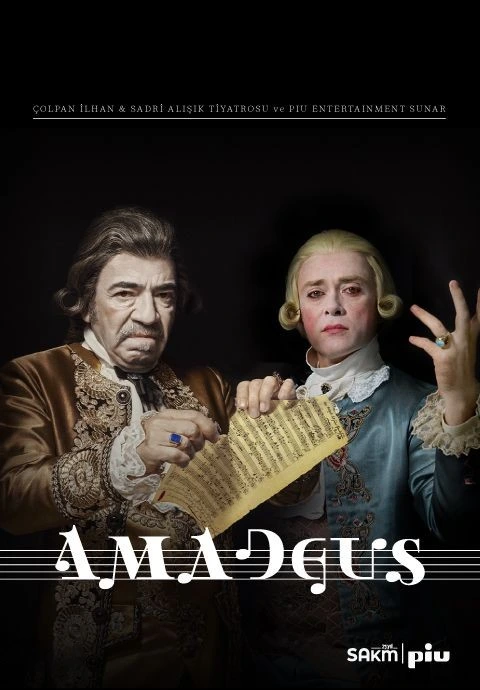 ÇOLPAN İLHAN & SADRİ ALIŞIK TİYATROSU ve PIU ENTERTAINMENT SUNAR
AMADEUS
SAKM piu